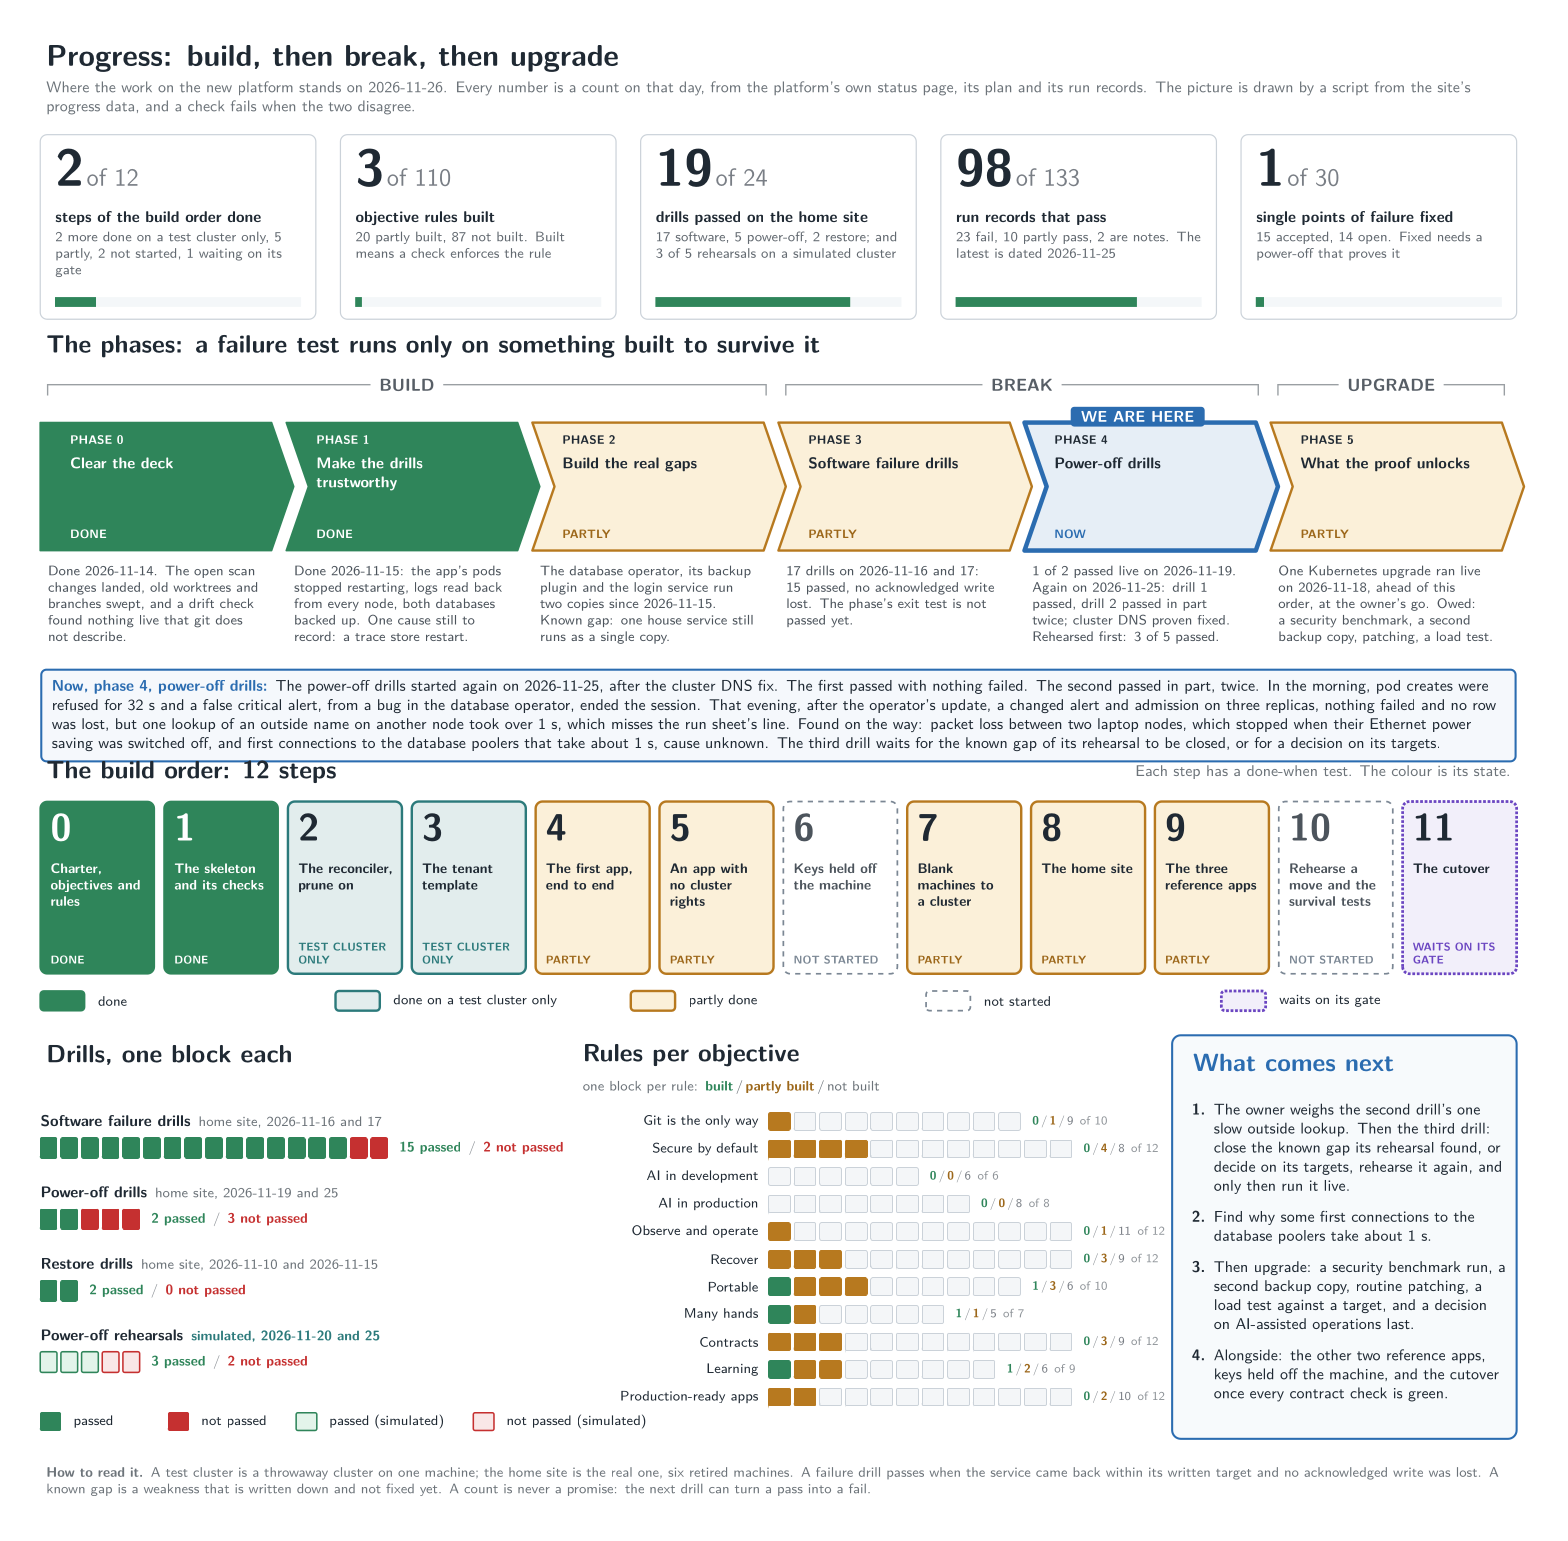 Progress: build, then break, then upgrade
Where the work on the new platform stands on 2026-11-26. Every number is a count on that day, from the platform's own status page, its plan and its run records. The picture is drawn by a script from the site's
progress data, and a check fails when the two disagree.
2 of 12
steps of the build order done
2 more done on a test cluster only, 5
partly, 2 not started, 1 waiting on its
gate
3 of 110
objective rules built
20 partly built, 87 not built. Built
means a check enforces the rule
19 of 24
drills passed on the home site
17 software, 5 power-off, 2 restore; and
3 of 5 rehearsals on a simulated cluster
98 of 133
run records that pass
23 fail, 10 partly pass, 2 are notes. The
latest is dated 2026-11-25
1 of 30
single points of failure fixed
15 accepted, 14 open. Fixed needs a
power-off that proves it
The phases: a failure test runs only on something built to survive it
BUILD
BREAK
UPGRADE
WE ARE HERE
PHASE 0
Clear the deck
DONE
PHASE 1
Make the drills
trustworthy
DONE
PHASE 2
Build the real gaps
PARTLY
PHASE 3
Software failure drills
PARTLY
PHASE 4
Power-off drills
NOW
PHASE 5
What the proof unlocks
PARTLY
Done 2026-11-14. The open scan
changes landed, old worktrees and
branches swept, and a drift check
found nothing live that git does
not describe.
Done 2026-11-15: the app's pods
stopped restarting, logs read back
from every node, both databases
backed up. One cause still to
record: a trace store restart.
The database operator, its backup
plugin and the login service run
two copies since 2026-11-15.
Known gap: one house service still
runs as a single copy.
17 drills on 2026-11-16 and 17:
15 passed, no acknowledged write
lost. The phase's exit test is not
passed yet.
1 of 2 passed live on 2026-11-19.
Again on 2026-11-25: drill 1
passed, drill 2 passed in part
twice; cluster DNS proven fixed.
Rehearsed first: 3 of 5 passed.
One Kubernetes upgrade ran live
on 2026-11-18, ahead of this
order, at the owner's go. Owed:
a security benchmark, a second
backup copy, patching, a load test.
Now, phase 4, power-off drills: The power-off drills started again on 2026-11-25, after the cluster DNS fix. The first passed with nothing failed. The second passed in part, twice. In the morning, pod creates were
refused for 32 s and a false critical alert, from a bug in the database operator, ended the session. That evening, after the operator's update, a changed alert and admission on three replicas, nothing failed and no row
was lost, but one lookup of an outside name on another node took over 1 s, which misses the run sheet's line. Found on the way: packet loss between two laptop nodes, which stopped when their Ethernet power
saving was switched off, and first connections to the database poolers that take about 1 s, cause unknown. The third drill waits for the known gap of its rehearsal to be closed, or for a decision on its targets.
The build order: 12 steps
Each step has a done-when test. The colour is its state.
0
Charter,
objectives and
rules
DONE
1
The skeleton
and its checks
DONE
2
The reconciler,
prune on
TEST CLUSTER
ONLY
3
The tenant
template
TEST CLUSTER
ONLY
4
The first app,
end to end
PARTLY
5
An app with
no cluster
rights
PARTLY
6
Keys held off
the machine
NOT STARTED
7
Blank
machines to
a cluster
PARTLY
8
The home site
PARTLY
9
The three
reference apps
PARTLY
10
Rehearse a
move and the
survival tests
NOT STARTED
11
The cutover
WAITS ON ITS
GATE
done
done on a test cluster only
partly done
not started
waits on its gate
Drills, one block each
Software failure drills home site, 2026-11-16 and 17
15 passed / 2 not passed
Power-off drills home site, 2026-11-19 and 25
2 passed / 3 not passed
Restore drills home site, 2026-11-10 and 2026-11-15
2 passed / 0 not passed
Power-off rehearsals simulated, 2026-11-20 and 25
3 passed / 2 not passed
passed
not passed
passed (simulated)
not passed (simulated)
Rules per objective
one block per rule: built / partly built / not built
Git is the only way 0 / 1 / 9 of 10
Secure by default 0 / 4 / 8 of 12
AI in development 0 / 0 / 6 of 6
AI in production 0 / 0 / 8 of 8
Observe and operate 0 / 1 / 11 of 12
Recover 0 / 3 / 9 of 12
Portable 1 / 3 / 6 of 10
Many hands 1 / 1 / 5 of 7
Contracts 0 / 3 / 9 of 12
Learning 1 / 2 / 6 of 9
Production-ready apps 0 / 2 / 10 of 12
What comes next
1. The owner weighs the second drill's one
slow outside lookup. Then the third drill:
close the known gap its rehearsal found, or
decide on its targets, rehearse it again, and
only then run it live.
2. Find why some first connections to the
database poolers take about 1 s.
3. Then upgrade: a security benchmark run, a
second backup copy, routine patching, a
load test against a target, and a decision
on AI-assisted operations last.
4. Alongside: the other two reference apps,
keys held off the machine, and the cutover
once every contract check is green.
How to read it. A test cluster is a throwaway cluster on one machine; the home site is the real one, six retired machines. A failure drill passes when the service came back within its written target and no acknowledged write was lost. A
known gap is a weakness that is written down and not fixed yet. A count is never a promise: the next drill can turn a pass into a fail.